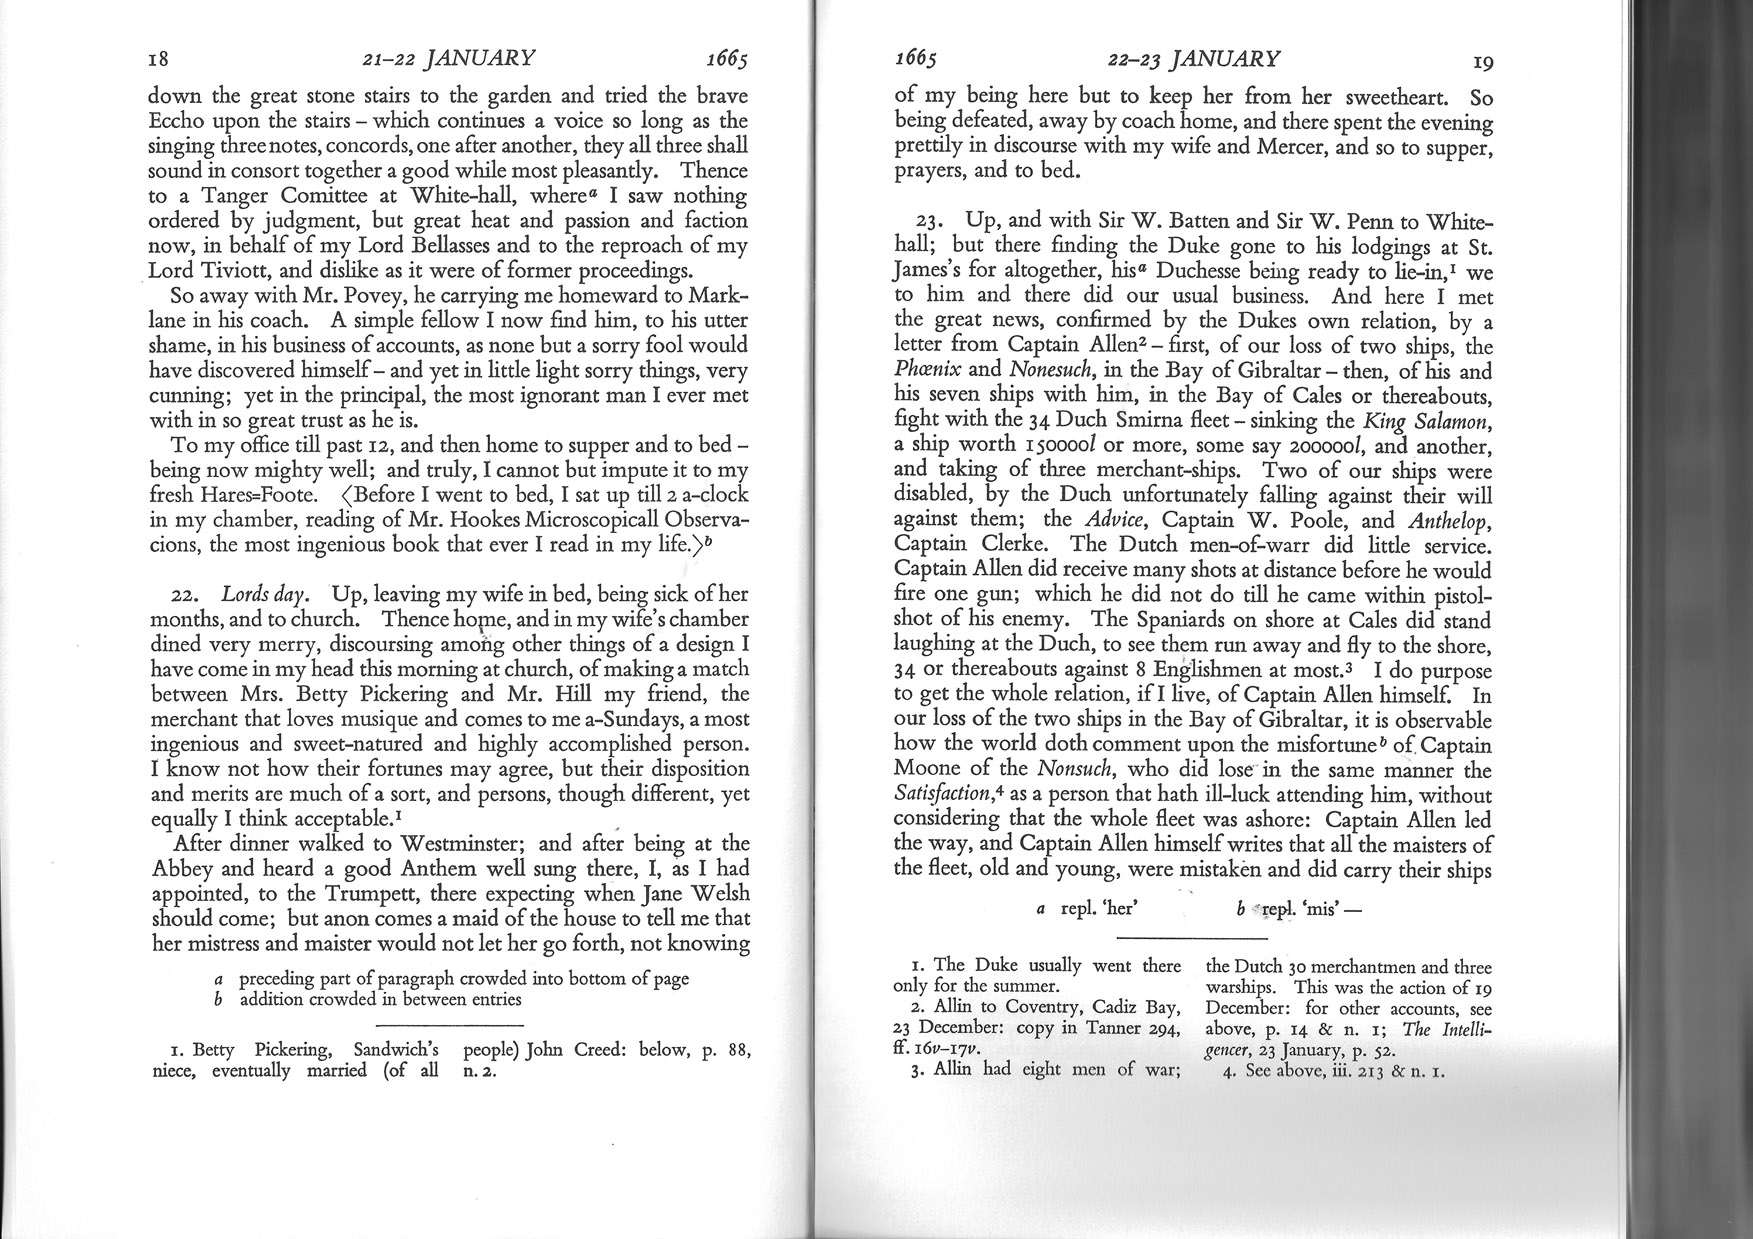 18 21–22 JANUARY 1665
down the great stone stairs to the garden and tried the brave
Eccho upon the stairs – which continues a voice so long as the
singing three notes, concords, one after another, they all three shall
sound in consort together a good while most pleasantly. Thence
to a Tanger Comittee at White-hall, whereᵃ I saw nothing
ordered by judgment, but great heat and passion and faction
now, in behalf of my Lord Bellasses and to the reproach of my
Lord Tiviott, and dislike as it were of former proceedings.
So away with Mr. Povey, he carrying me homeward to Mark-
lane in his coach. A simple fellow I now find him, to his utter
shame, in his business of accounts, as none but a sorry fool would
have discovered himself – and yet in little light sorry things, very
cunning; yet in the principal, the most ignorant man I ever met
with in so great trust as he is.
To my office till past 12, and then home to supper and to bed –
being now mighty well; and truly, I cannot but impute it to my
fresh Hares=Foote. ⟨Before I went to bed, I sat up till 2 a-clock
in my chamber, reading of Mr. Hookes Microscopicall Observa-
cions, the most ingenious book that ever I read in my life.⟩ᵇ
22. Lords day. Up, leaving my wife in bed, being sick of her
months, and to church. Thence home, and in my wife's chamber
dined very merry, discoursing among other things of a design I
have come in my head this morning at church, of making a match
between Mrs. Betty Pickering and Mr. Hill my friend, the
merchant that loves musique and comes to me a-Sundays, a most
ingenious and sweet-natured and highly accomplished person.
I know not how their fortunes may agree, but their disposition
and merits are much of a sort, and persons, though different, yet
equally I think acceptable.¹
After dinner walked to Westminster; and after being at the
Abbey and heard a good Anthem well sung there, I, as I had
appointed, to the Trumpett, there expecting when Jane Welsh
should come; but anon comes a maid of the house to tell me that
her mistress and maister would not let her go forth, not knowing
a preceding part of paragraph crowded into bottom of page
b addition crowded in between entries
1. Betty Pickering, Sandwich's
niece, eventually married (of all
people) John Creed: below, p. 88,
n. 2.
1665 22–23 JANUARY 19
of my being here but to keep her from her sweetheart. So
being defeated, away by coach home, and there spent the evening
prettily in discourse with my wife and Mercer, and so to supper,
prayers, and to bed.
23. Up, and with Sir W. Batten and Sir W. Penn to White-
hall; but there finding the Duke gone to his lodgings at St.
James's for altogether, hisᵃ Duchesse being ready to lie-in,¹ we
to him and there did our usual business. And here I met
the great news, confirmed by the Dukes own relation, by a
letter from Captain Allen² – first, of our loss of two ships, the
Phœnix and Nonesuch, in the Bay of Gibraltar – then, of his and
his seven ships with him, in the Bay of Cales or thereabouts,
fight with the 34 Duch Smirna fleet – sinking the King Salamon,
a ship worth 150000l or more, some say 200000l, and another,
and taking of three merchant-ships. Two of our ships were
disabled, by the Duch unfortunately falling against their will
against them; the Advice, Captain W. Poole, and Anthelop,
Captain Clerke. The Dutch men-of-warr did little service.
Captain Allen did receive many shots at distance before he would
fire one gun; which he did not do till he came within pistol-
shot of his enemy. The Spaniards on shore at Cales did stand
laughing at the Duch, to see them run away and fly to the shore,
34 or thereabouts against 8 Englishmen at most.³ I do purpose
to get the whole relation, if I live, of Captain Allen himself. In
our loss of the two ships in the Bay of Gibraltar, it is observable
how the world doth comment upon the misfortuneᵇ of Captain
Moone of the Nonsuch, who did lose in the same manner the
Satisfaction,⁴ as a person that hath ill-luck attending him, without
considering that the whole fleet was ashore: Captain Allen led
the way, and Captain Allen himself writes that all the maisters of
the fleet, old and young, were mistaken and did carry their ships
a repl. ‘her’ b repl. ‘mis’ —
1. The Duke usually went there
only for the summer.
2. Allin to Coventry, Cadiz Bay,
23 December: copy in Tanner 294,
ff. 16v–17v.
3. Allin had eight men of war;
the Dutch 30 merchantmen and three
warships. This was the action of 19
December: for other accounts, see
above, p. 14 & n. 1; The Intelli-
gencer, 23 January, p. 52.
4. See above, iii. 213 & n. 1.